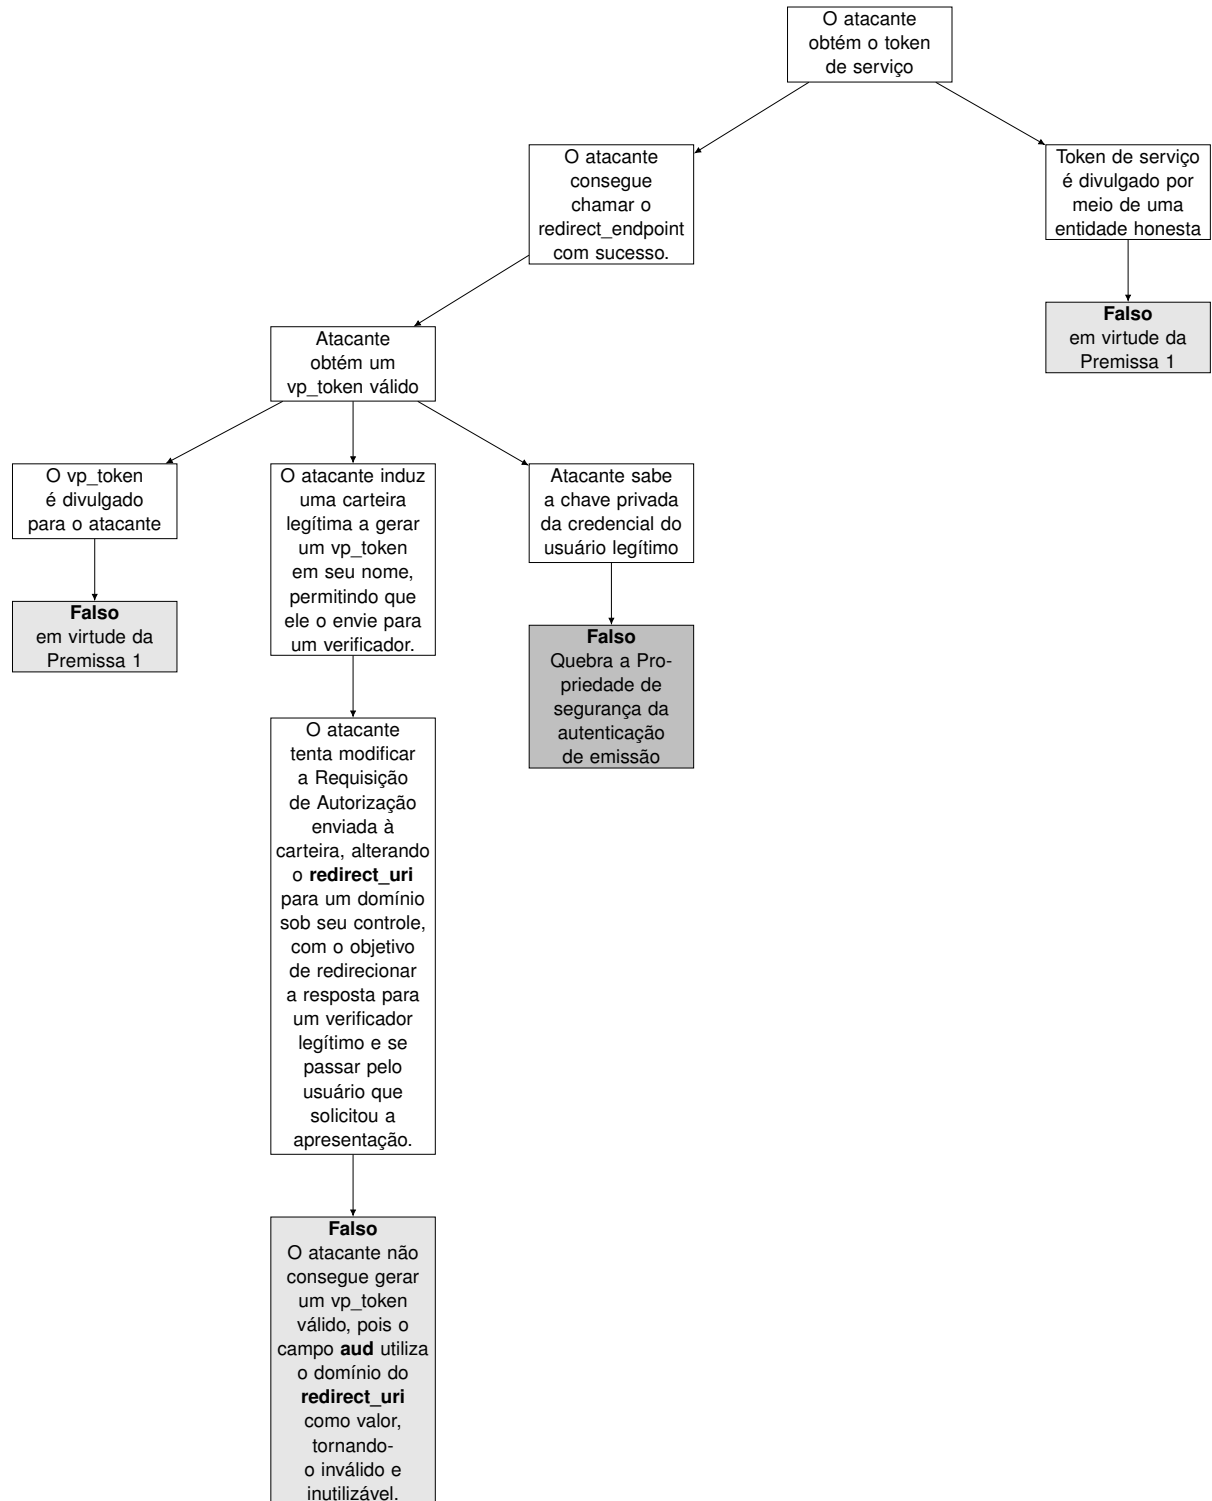 O atacante
obtém o token
de serviço
O atacante
consegue
chamar o
redirect_endpoint
com sucesso.
Token de serviço
é divulgado por
meio de uma
entidade honesta
Falso
em virtude da
Premissa 1
Atacante
obtém um
vp_token válido
O vp_token
é divulgado
para o atacante
Falso
em virtude da
Premissa 1
O atacante induz
uma carteira
legítima a gerar
um vp_token
em seu nome,
permitindo que
ele o envie para
um verificador.
Atacante sabe
a chave privada
da credencial do
usuário legítimo
Falso
Quebra a Pro-
priedade de
segurança da
autenticação
de emissão
O atacante
tenta modificar
a Requisição
de Autorização
enviada à
carteira, alterando
o redirect_uri
para um domínio
sob seu controle,
com o objetivo
de redirecionar
a resposta para
um verificador
legítimo e se
passar pelo
usuário que
solicitou a
apresentação.
Falso
O atacante não
consegue gerar
um vp_token
válido, pois o
campo aud utiliza
o domínio do
redirect_uri
como valor,
tornando-
o inválido e
inutilizável.